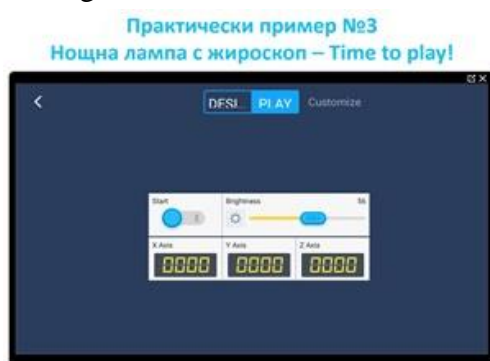 Практически пример №3
Нощна лампа с жироскоп – Time to play!
DESI... PLAY Customize
Start Brightness 56
X Axis Y Axis Z Axis
0000 0000 0000